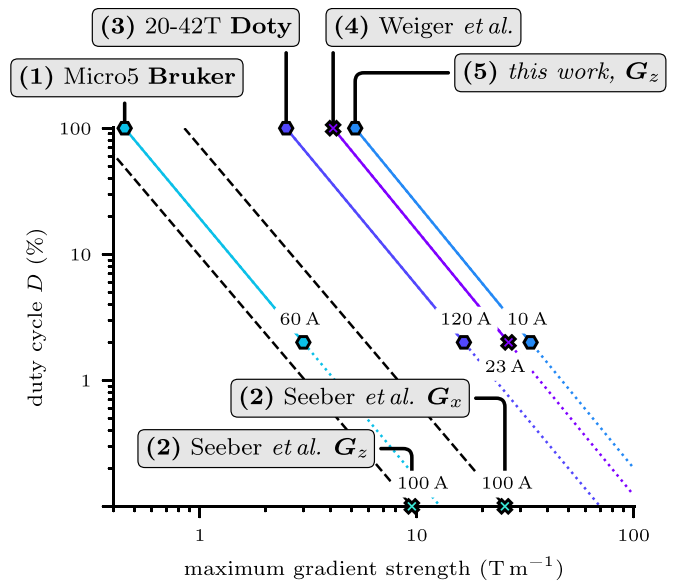 (3) 20-42T Doty
(4) Weiger et al.
(1) Micro5 Bruker
(5) this work, Gz
100
10
1
duty cycle D (%)
60 A
120 A
10 A
23 A
(2) Seeber et al. Gx
(2) Seeber et al. Gz
100 A
100 A
1
10
100
maximum gradient strength (T m⁻¹)